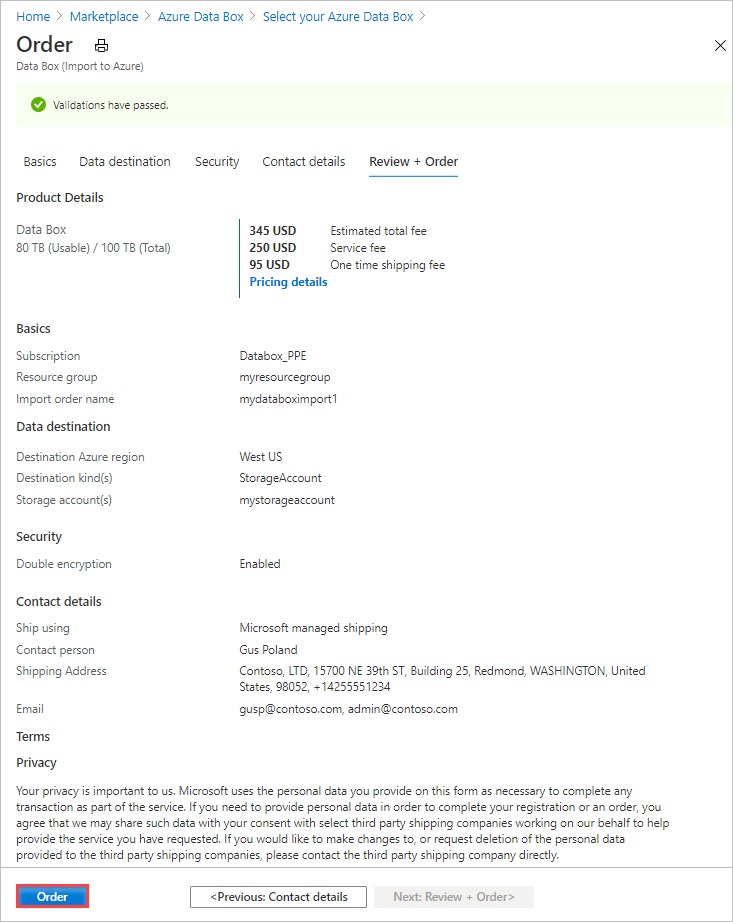 Home > Marketplace > Azure Data Box > Select your Azure Data Box >
Order
Data Box (Import to Azure)
Validations have passed.
Basics Data destination Security Contact details Review + Order
Product Details
Data Box
80 TB (Usable) / 100 TB (Total)
345 USD Estimated total fee
250 USD Service fee
95 USD One time shipping fee
Pricing details
Basics
Subscription Databox_PPE
Resource group myresourcegroup
Import order name mydataboximport1
Data destination
Destination Azure region West US
Destination kind(s) StorageAccount
Storage account(s) mystorageaccount
Security
Double encryption Enabled
Contact details
Ship using Microsoft managed shipping
Contact person Gus Poland
Shipping Address Contoso, LTD, 15700 NE 39th ST, Building 25, Redmond, WASHINGTON, United
States, 98052, +14255551234
Email gusp@contoso.com, admin@contoso.com
Terms
Privacy
Your privacy is important to us. Microsoft uses the personal data you provide on this form as necessary to complete any
transaction as part of the service. If you need to provide personal data in order to complete your registration or an order, you
agree that we may share such data with your consent with select third party shipping companies working on our behalf to help
provide the service you have requested. If you would like to make changes to, or request deletion of the personal data
provided to the third party shipping companies, please contact the third party shipping company directly.
Order <Previous: Contact details Next: Review + Order>